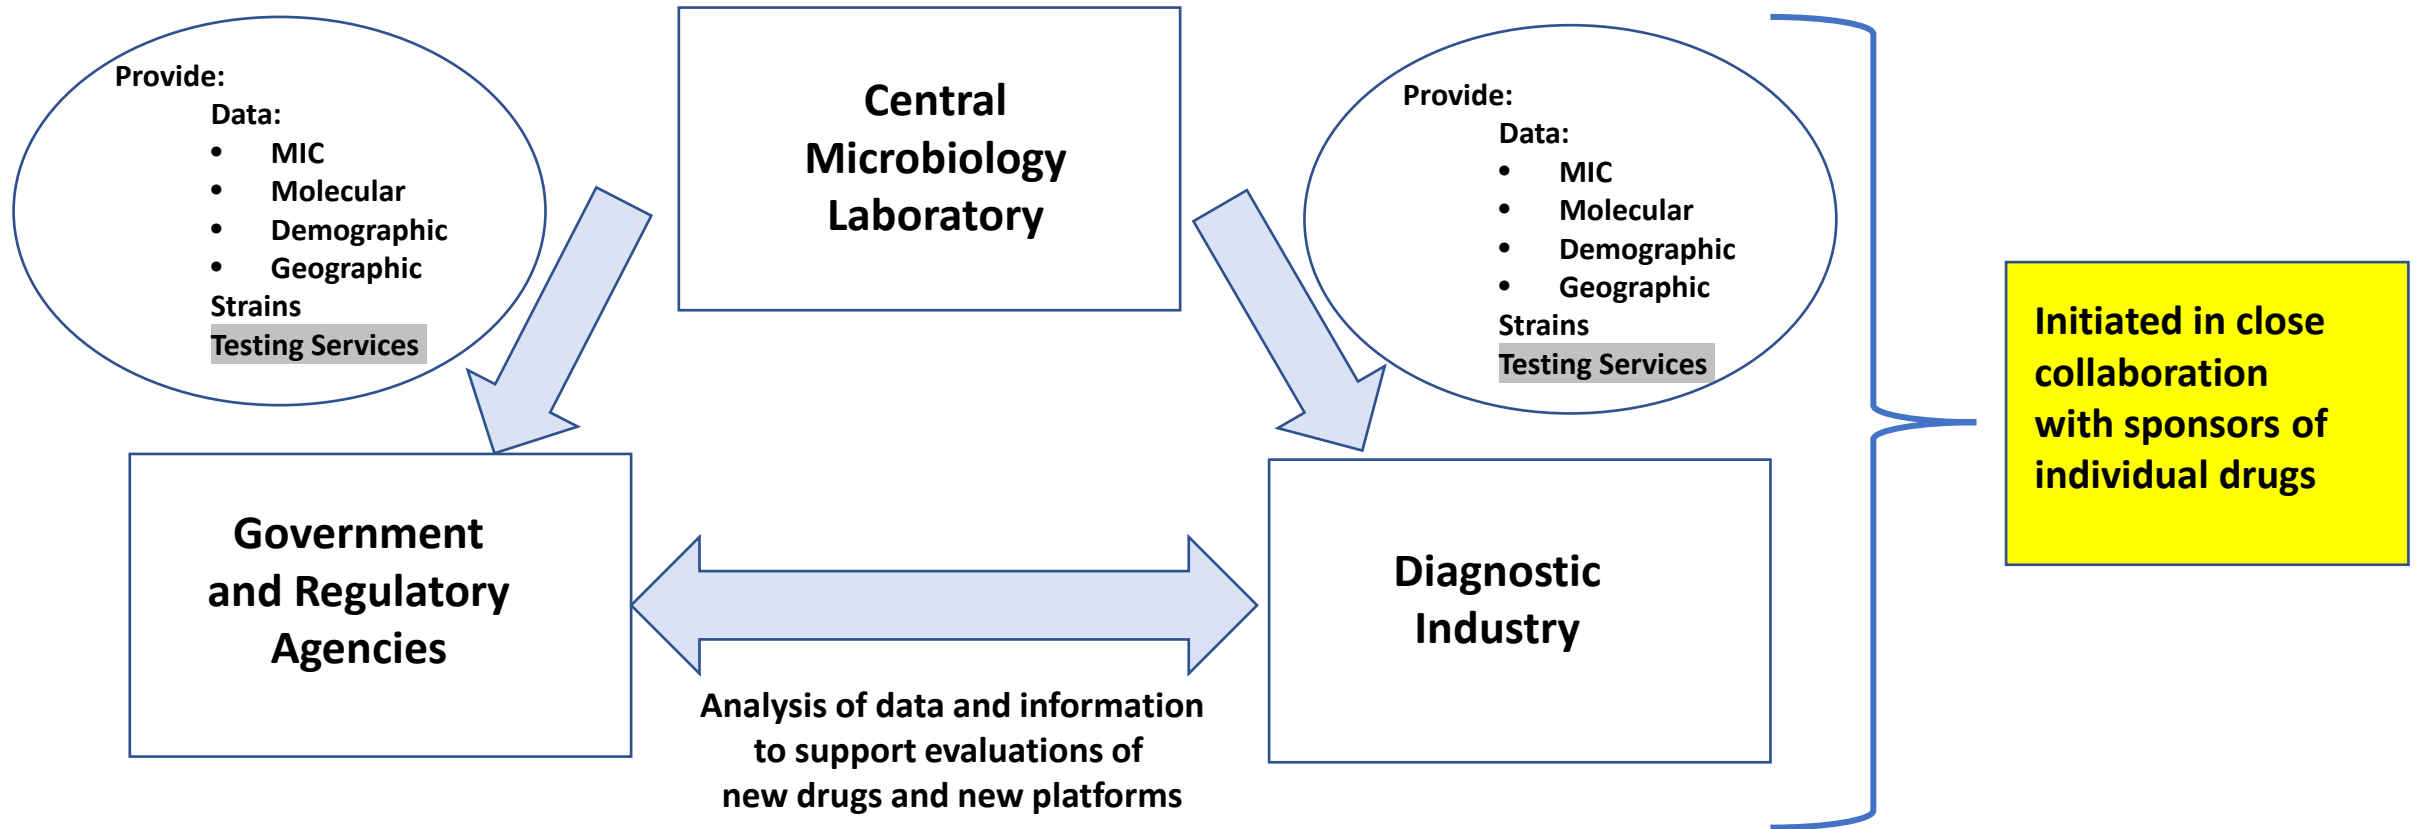 Provide:
Data:
• MIC
• Molecular
• Demographic
• Geographic
Strains
Testing Services
Central
Microbiology
Laboratory
Provide:
Data:
• MIC
• Molecular
• Demographic
• Geographic
Strains
Testing Services
Initiated in close
collaboration
with sponsors of
individual drugs
Government
and Regulatory
Agencies
Diagnostic
Industry
Analysis of data and information
to support evaluations of
new drugs and new platforms